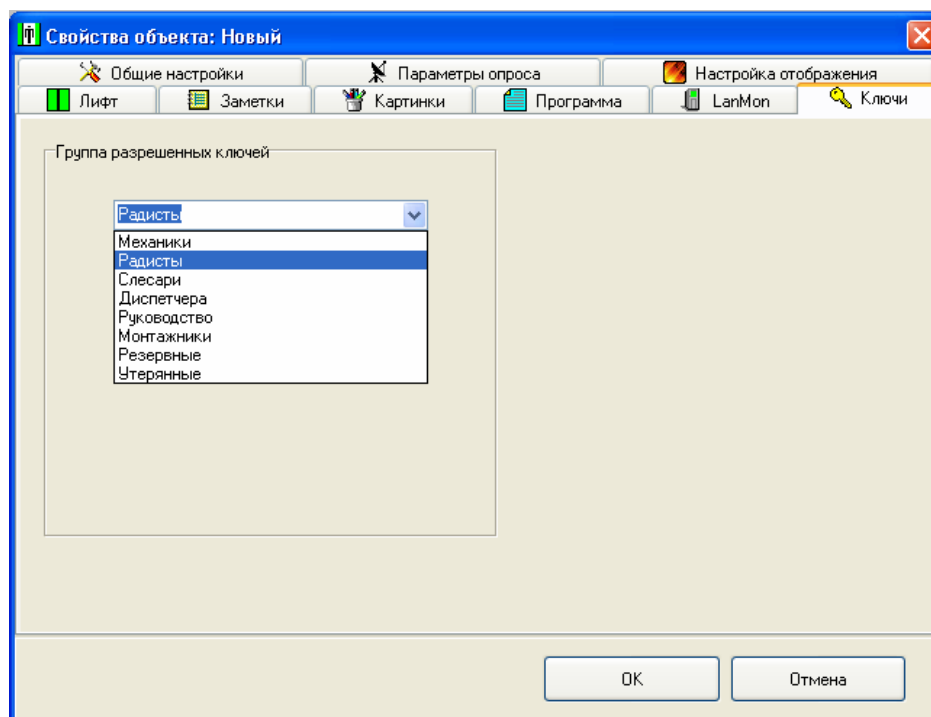 Свойства объекта: Новый
Общие настройки
Параметры опроса
Настройка отображения
Лифт
Заметки
Картинки
Программа
LanMon
Ключи
Группа разрешенных ключей
Радисты
Механики
Радисты
Слесари
Диспетчера
Руководство
Монтажники
Резервные
Утерянные
OK
Отмена